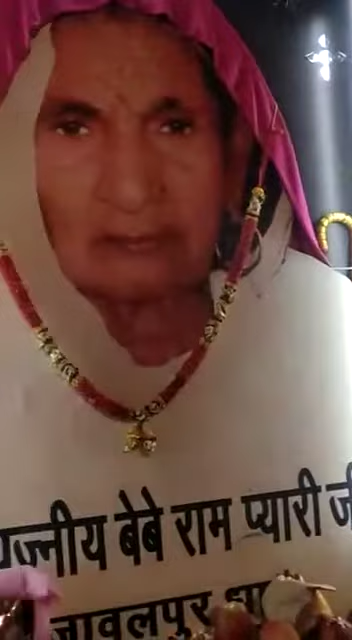 पूज्नीय बेबे राम प्यारी जी
जावलपुर धा